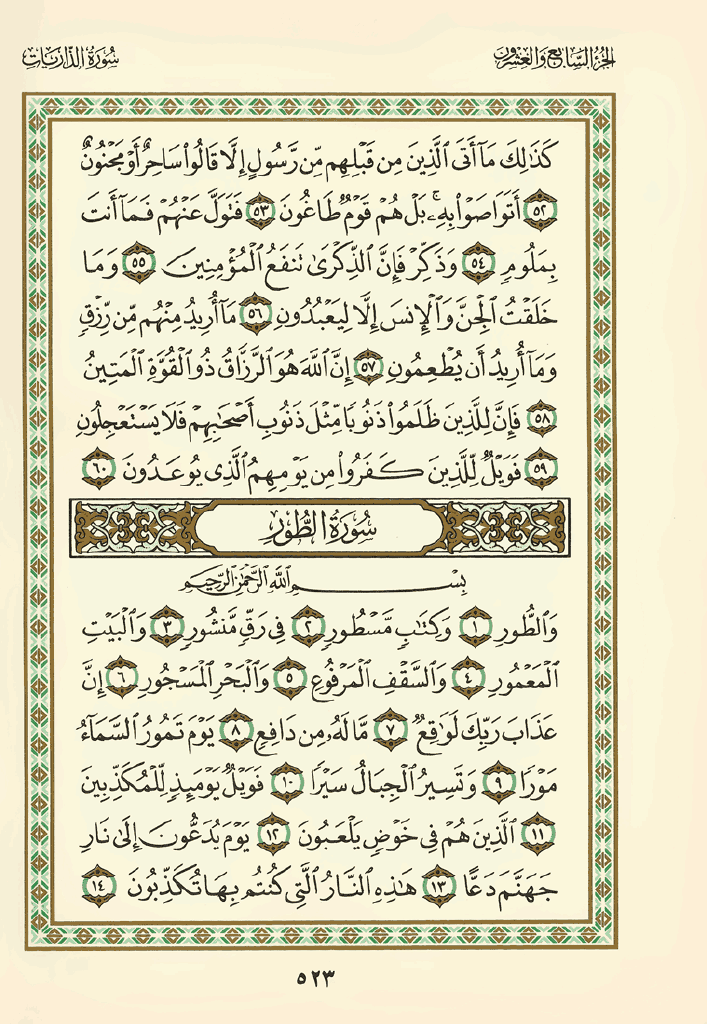 الجزء السابع والعشرون
سورة الذاريات
كَذَٰلِكَ مَآ أَتَى ٱلَّذِينَ مِن قَبْلِهِم مِّن رَّسُولٍ إِلَّا قَالُوا۟ سَاحِرٌ أَوْ مَجْنُونٌ
٥٢ أَتَوَاصَوْا۟ بِهِۦ ۚ بَلْ هُمْ قَوْمٌ طَاغُونَ ٥٣ فَتَوَلَّ عَنْهُمْ فَمَآ أَنتَ
بِمَلُومٍ ٥٤ وَذَكِّرْ فَإِنَّ ٱلذِّكْرَىٰ تَنفَعُ ٱلْمُؤْمِنِينَ ٥٥ وَمَا
خَلَقْتُ ٱلْجِنَّ وَٱلْإِنسَ إِلَّا لِيَعْبُدُونِ ٥٦ مَآ أُرِيدُ مِنْهُم مِّن رِّزْقٍ
وَمَآ أُرِيدُ أَن يُطْعِمُونِ ٥٧ إِنَّ ٱللَّهَ هُوَ ٱلرَّزَّاقُ ذُو ٱلْقُوَّةِ ٱلْمَتِينُ
٥٨ فَإِنَّ لِلَّذِينَ ظَلَمُوا۟ ذَنُوبًا مِّثْلَ ذَنُوبِ أَصْحَٰبِهِمْ فَلَا يَسْتَعْجِلُونِ
٥٩ فَوَيْلٌ لِّلَّذِينَ كَفَرُوا۟ مِن يَوْمِهِمُ ٱلَّذِى يُوعَدُونَ ٦٠
سُورَةُ الطُّورِ
بِسْمِ ٱللَّهِ ٱلرَّحْمَٰنِ ٱلرَّحِيمِ
وَٱلطُّورِ ١ وَكِتَٰبٍ مَّسْطُورٍ ٢ فِى رَقٍّ مَّنشُورٍ ٣ وَٱلْبَيْتِ
ٱلْمَعْمُورِ ٤ وَٱلسَّقْفِ ٱلْمَرْفُوعِ ٥ وَٱلْبَحْرِ ٱلْمَسْجُورِ ٦ إِنَّ
عَذَابَ رَبِّكَ لَوَٰقِعٌ ٧ مَّا لَهُۥ مِن دَافِعٍ ٨ يَوْمَ تَمُورُ ٱلسَّمَآءُ
مَوْرًا ٩ وَتَسِيرُ ٱلْجِبَالُ سَيْرًا ١٠ فَوَيْلٌ يَوْمَئِذٍ لِّلْمُكَذِّبِينَ
١١ ٱلَّذِينَ هُمْ فِى خَوْضٍ يَلْعَبُونَ ١٢ يَوْمَ يُدَعُّونَ إِلَىٰ نَارِ
جَهَنَّمَ دَعًّا ١٣ هَٰذِهِ ٱلنَّارُ ٱلَّتِى كُنتُم بِهَا تُكَذِّبُونَ ١٤
٥٢٣